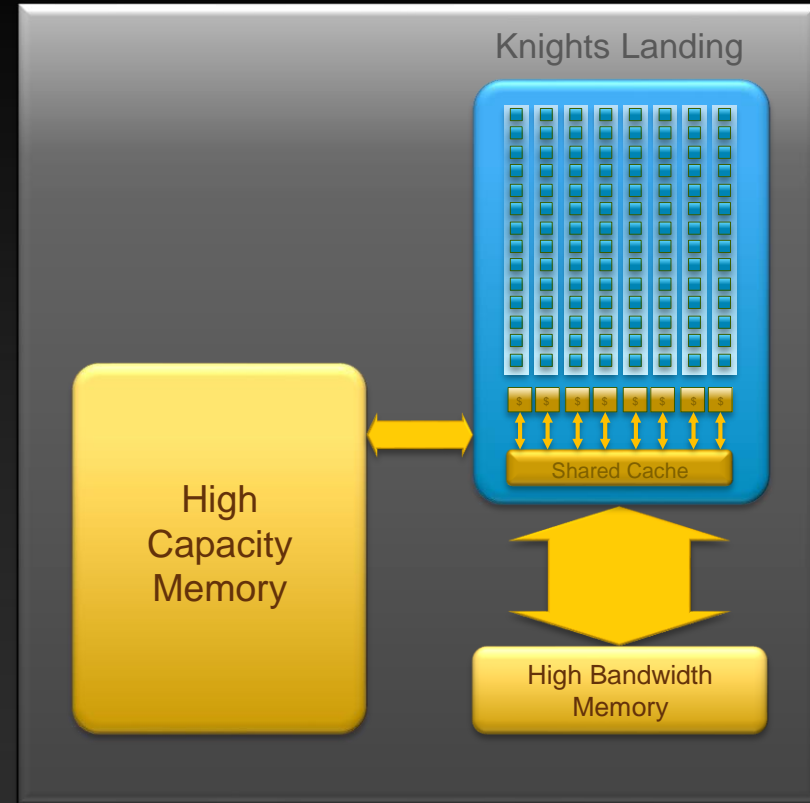 Knights Landing
$ $ $ $ $ $ $ $
Shared Cache
High
Capacity
Memory
High Bandwidth
Memory